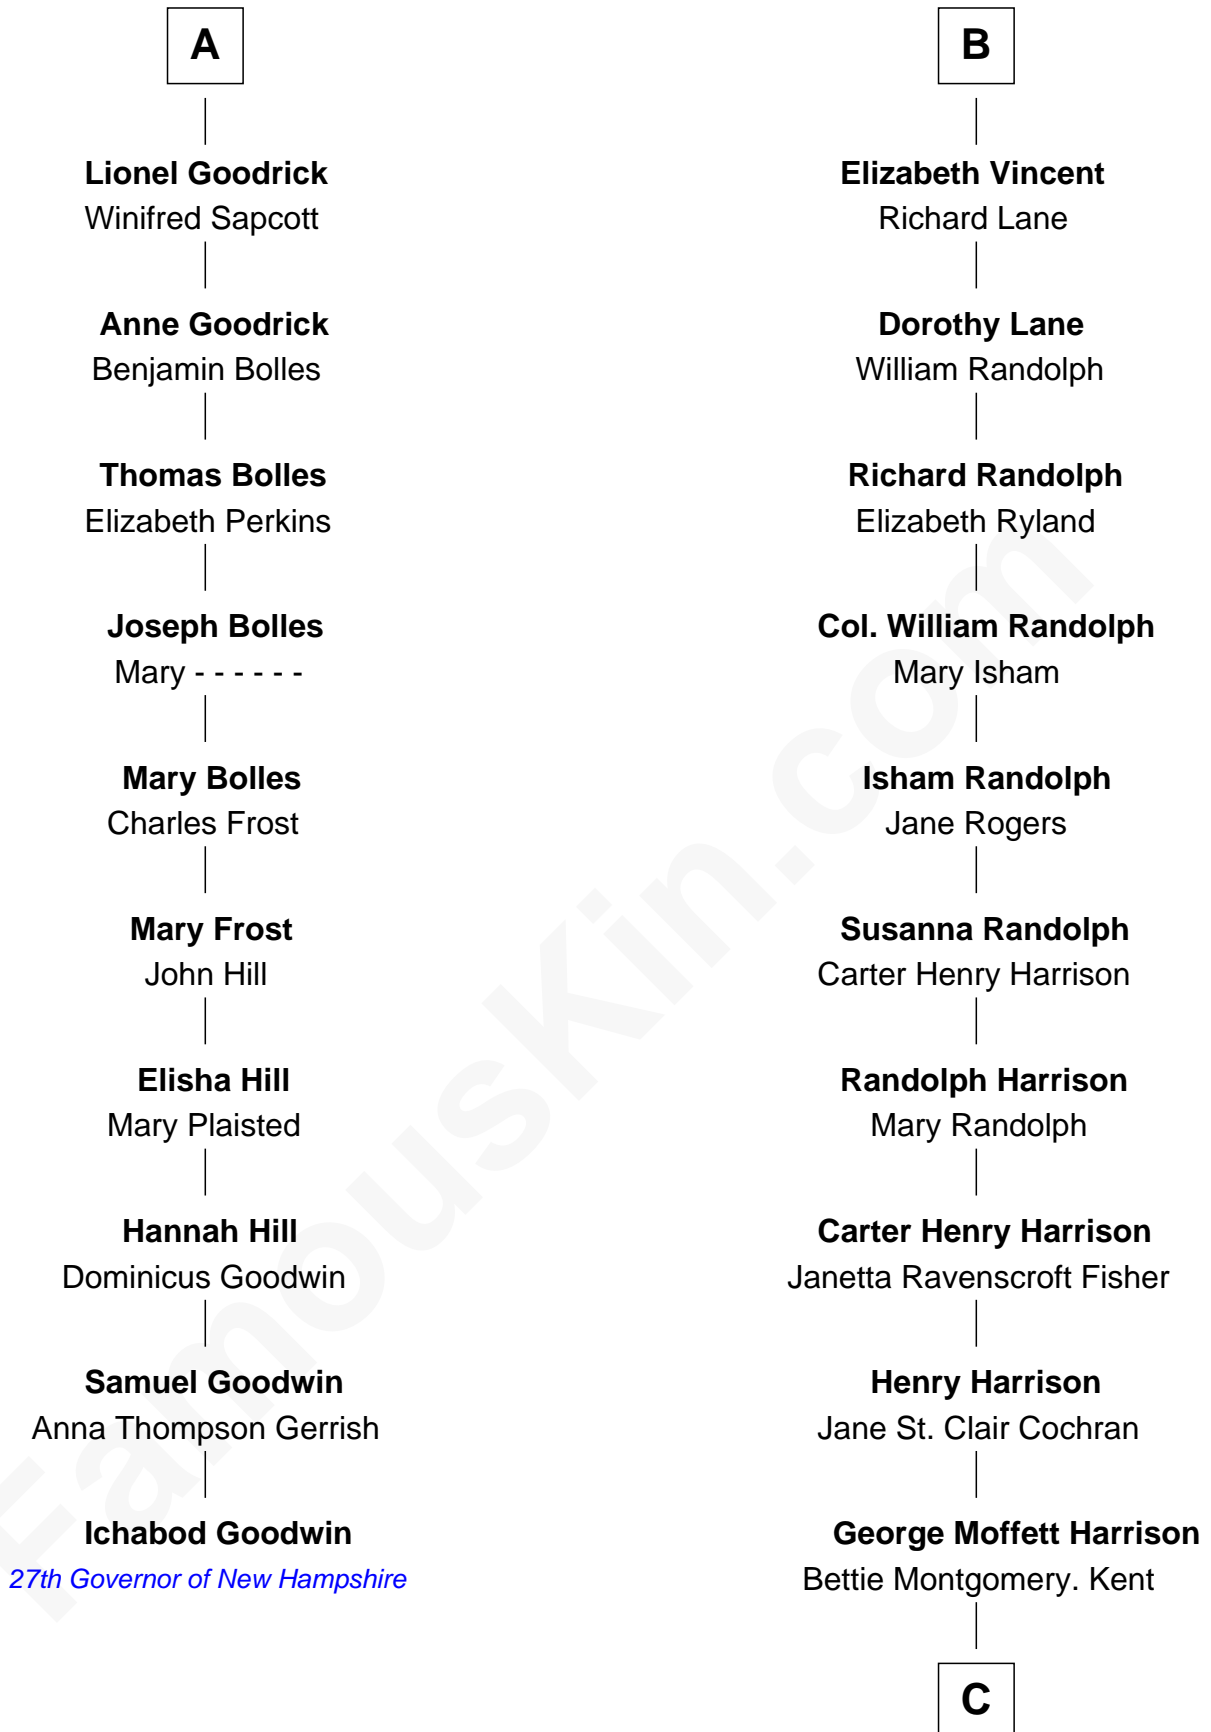 A
Lionel Goodrick
Winifred Sapcott
Anne Goodrick
Benjamin Bolles
Thomas Bolles
Elizabeth Perkins
Joseph Bolles
Mary - - - - - -
Mary Bolles
Charles Frost
Mary Frost
John Hill
Elisha Hill
Mary Plaisted
Hannah Hill
Dominicus Goodwin
Samuel Goodwin
Anna Thompson Gerrish
Ichabod Goodwin
27th Governor of New Hampshire
B
Elizabeth Vincent
Richard Lane
Dorothy Lane
William Randolph
Richard Randolph
Elizabeth Ryland
Col. William Randolph
Mary Isham
Isham Randolph
Jane Rogers
Susanna Randolph
Carter Henry Harrison
Randolph Harrison
Mary Randolph
Carter Henry Harrison
Janetta Ravenscroft Fisher
Henry Harrison
Jane St. Clair Cochran
George Moffett Harrison
Bettie Montgomery. Kent
C
FamousKin.com